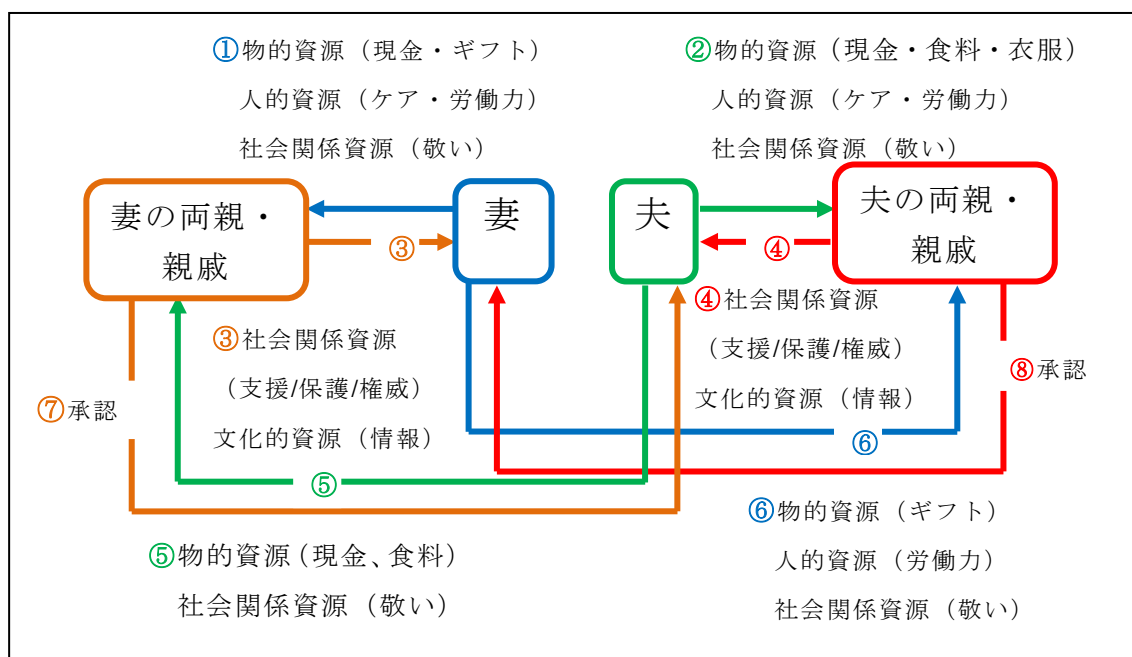 ①物的資源（現金・ギフト）
人的資源（ケア・労働力）
社会関係資源（敬い）
②物的資源（現金・食料・衣服）
人的資源（ケア・労働力）
社会関係資源（敬い）
妻の両親・
親戚
妻
夫
夫の両親・
親戚
③
④
③社会関係資源
（支援/保護/権威）
文化的資源（情報）
④社会関係資源
（支援/保護/権威）
文化的資源（情報）
⑦承認
⑧承認
⑤
⑥
⑤物的資源（現金、食料）
社会関係資源（敬い）
⑥物的資源（ギフト）
人的資源（労働力）
社会関係資源（敬い）